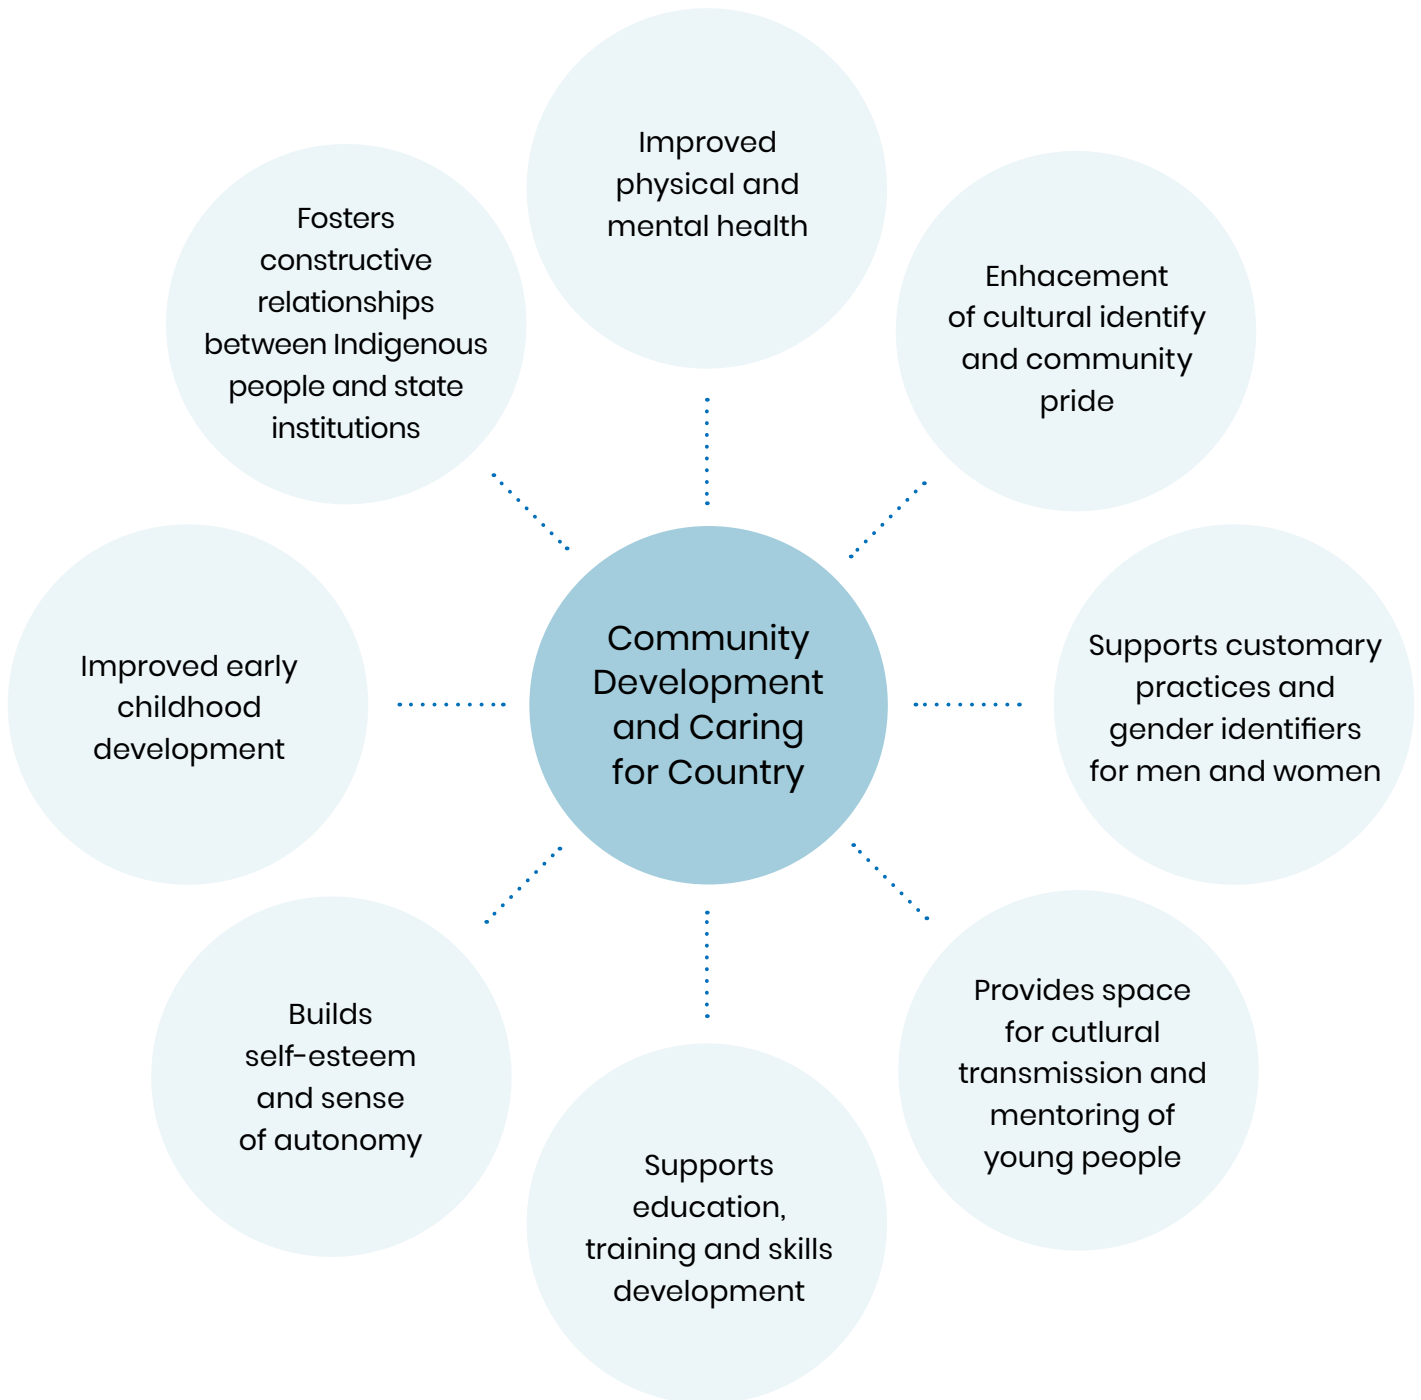 Improved
physical and
mental health
Enhacement
of cultural identify
and community
pride
Supports customary
practices and
gender identifiers
for men and women
Provides space
for cutlural
transmission and
mentoring of
young people
Supports
education,
training and skills
development
Builds
self-esteem
and sense
of autonomy
Improved early
childhood
development
Fosters
constructive
relationships
between Indigenous
people and state
institutions
Community
Development
and Caring
for Country